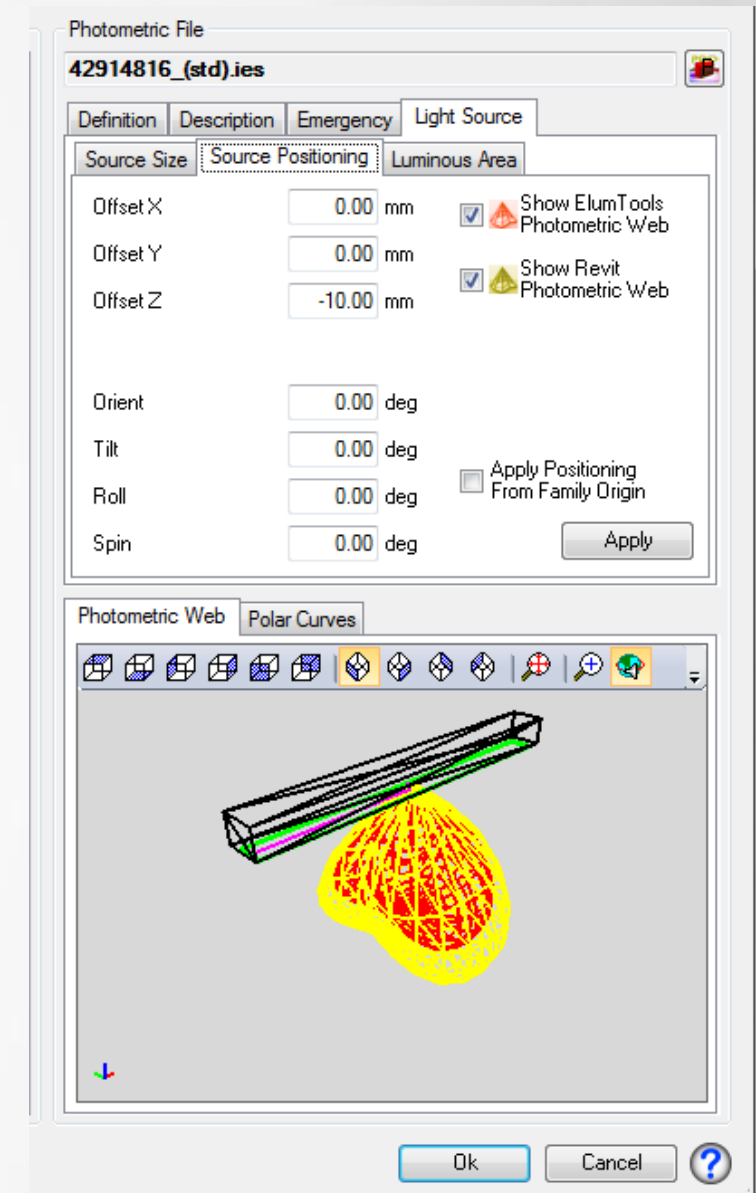 Photometric File
42914816_(std).ies
Definition Description Emergency Light Source
Source Size Source Positioning Luminous Area
Offset X 0.00 mm
Show ElumTools
Photometric Web
Offset Y 0.00 mm
Show Revit
Photometric Web
Offset Z -10.00 mm
Orient 0.00 deg
Tilt 0.00 deg
Apply Positioning
From Family Origin
Roll 0.00 deg
Spin 0.00 deg
Apply
Photometric Web Polar Curves
Ok Cancel ?